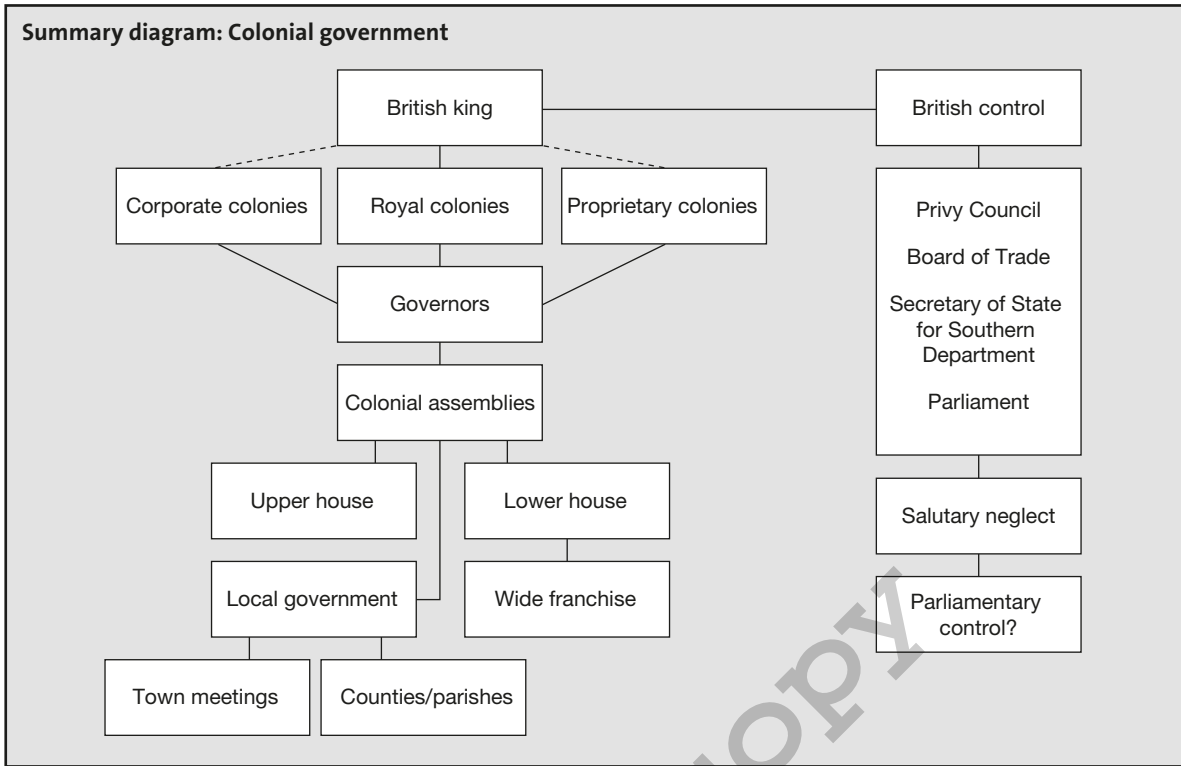 Summary diagram: Colonial government
British king
British control
Corporate colonies
Royal colonies
Proprietary colonies
Privy Council
Board of Trade
Secretary of State
for Southern
Department
Parliament
Governors
Colonial assemblies
Upper house
Lower house
Salutary neglect
Local government
Wide franchise
Parliamentary
control?
Town meetings
Counties/parishes
opy